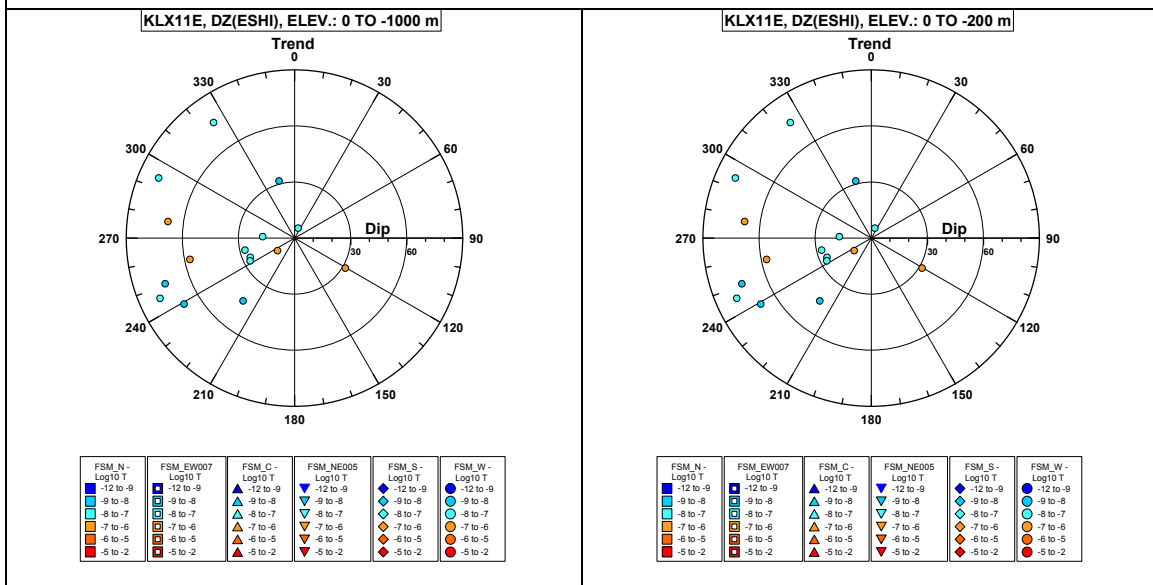 KLX11E, DZ(ESHI), ELEV.: 0 TO -1000 m
Trend
0
330 30
300 60
Dip
270 30 60 90
240 120
210 150
180
FSM_N - FSM_EW007 FSM_C - FSM_NE005 FSM_S - FSM_W -
Log10 T Log10 T Log10 T Log10 T Log10 T Log10 T
-12 to -9 -12 to -9 -12 to -9 -12 to -9 -12 to -9 -12 to -9
-9 to -8 -9 to -8 -9 to -8 -9 to -8 -9 to -8 -9 to -8
-8 to -7 -8 to -7 -8 to -7 -8 to -7 -8 to -7 -8 to -7
-7 to -6 -7 to -6 -7 to -6 -7 to -6 -7 to -6 -7 to -6
-6 to -5 -6 to -5 -6 to -5 -6 to -5 -6 to -5 -6 to -5
-5 to -2 -5 to -2 -5 to -2 -5 to -2 -5 to -2 -5 to -2
KLX11E, DZ(ESHI), ELEV.: 0 TO -200 m
Trend
0
330 30
300 60
Dip
270 30 60 90
240 120
210 150
180
FSM_N - FSM_EW007 FSM_C - FSM_NE005 FSM_S - FSM_W -
Log10 T Log10 T Log10 T Log10 T Log10 T Log10 T
-12 to -9 -12 to -9 -12 to -9 -12 to -9 -12 to -9 -12 to -9
-9 to -8 -9 to -8 -9 to -8 -9 to -8 -9 to -8 -9 to -8
-8 to -7 -8 to -7 -8 to -7 -8 to -7 -8 to -7 -8 to -7
-7 to -6 -7 to -6 -7 to -6 -7 to -6 -7 to -6 -7 to -6
-6 to -5 -6 to -5 -6 to -5 -6 to -5 -6 to -5 -6 to -5
-5 to -2 -5 to -2 -5 to -2 -5 to -2 -5 to -2 -5 to -2